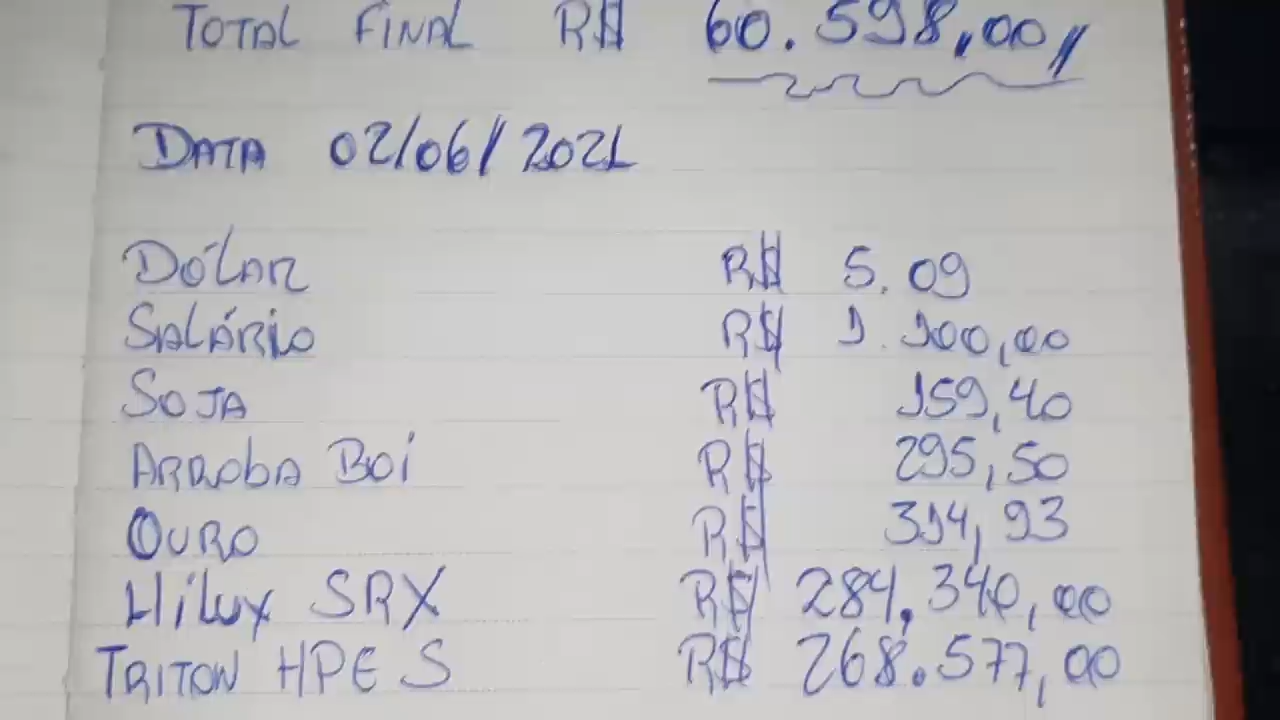 TOTAL FINAL R$ 60.598,00//
DATA 02/06/2021
DÓLAR R$ 5.09
SALÁRIO R$ 1.100,00
SOJA R$ 159,40
ARROBA BOI R$ 295,50
OURO R$ 314,93
HiLUX SRX R$ 284.340,00
TRITON HPE S R$ 268.577,00